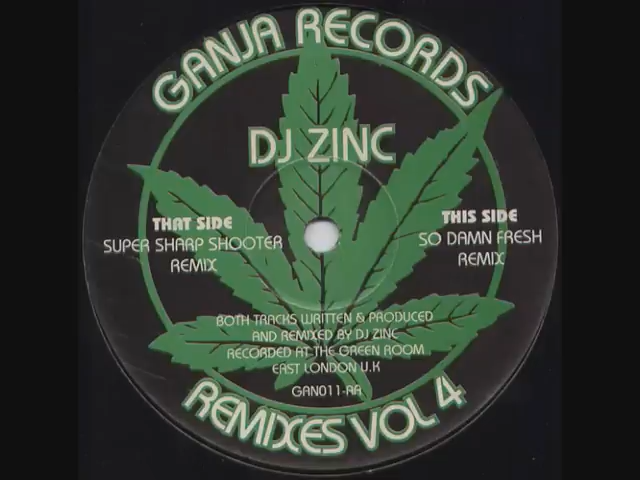 GANJA RECORDS
DJ ZINC
THAT SIDE
SUPER SHARP SHOOTER
REMIX
THIS SIDE
SO DAMN FRESH
REMIX
BOTH TRACKS WRITTEN & PRODUCED
AND REMIXED BY DJ ZINC
RECORDED AT THE GREEN ROOM
EAST LONDON U.K
GAN011-RR
REMIXES VOL 4